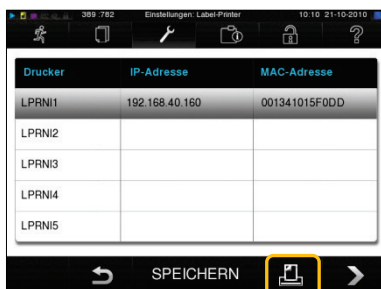 389 :782 Einstellungen: Label-Printer 10:10 21-10-2010
Drucker IP-Adresse MAC-Adresse
LPRNI1 192.168.40.160 001341015F0DD
LPRNI2
LPRNI3
LPRNI4
LPRNI5
SPEICHERN